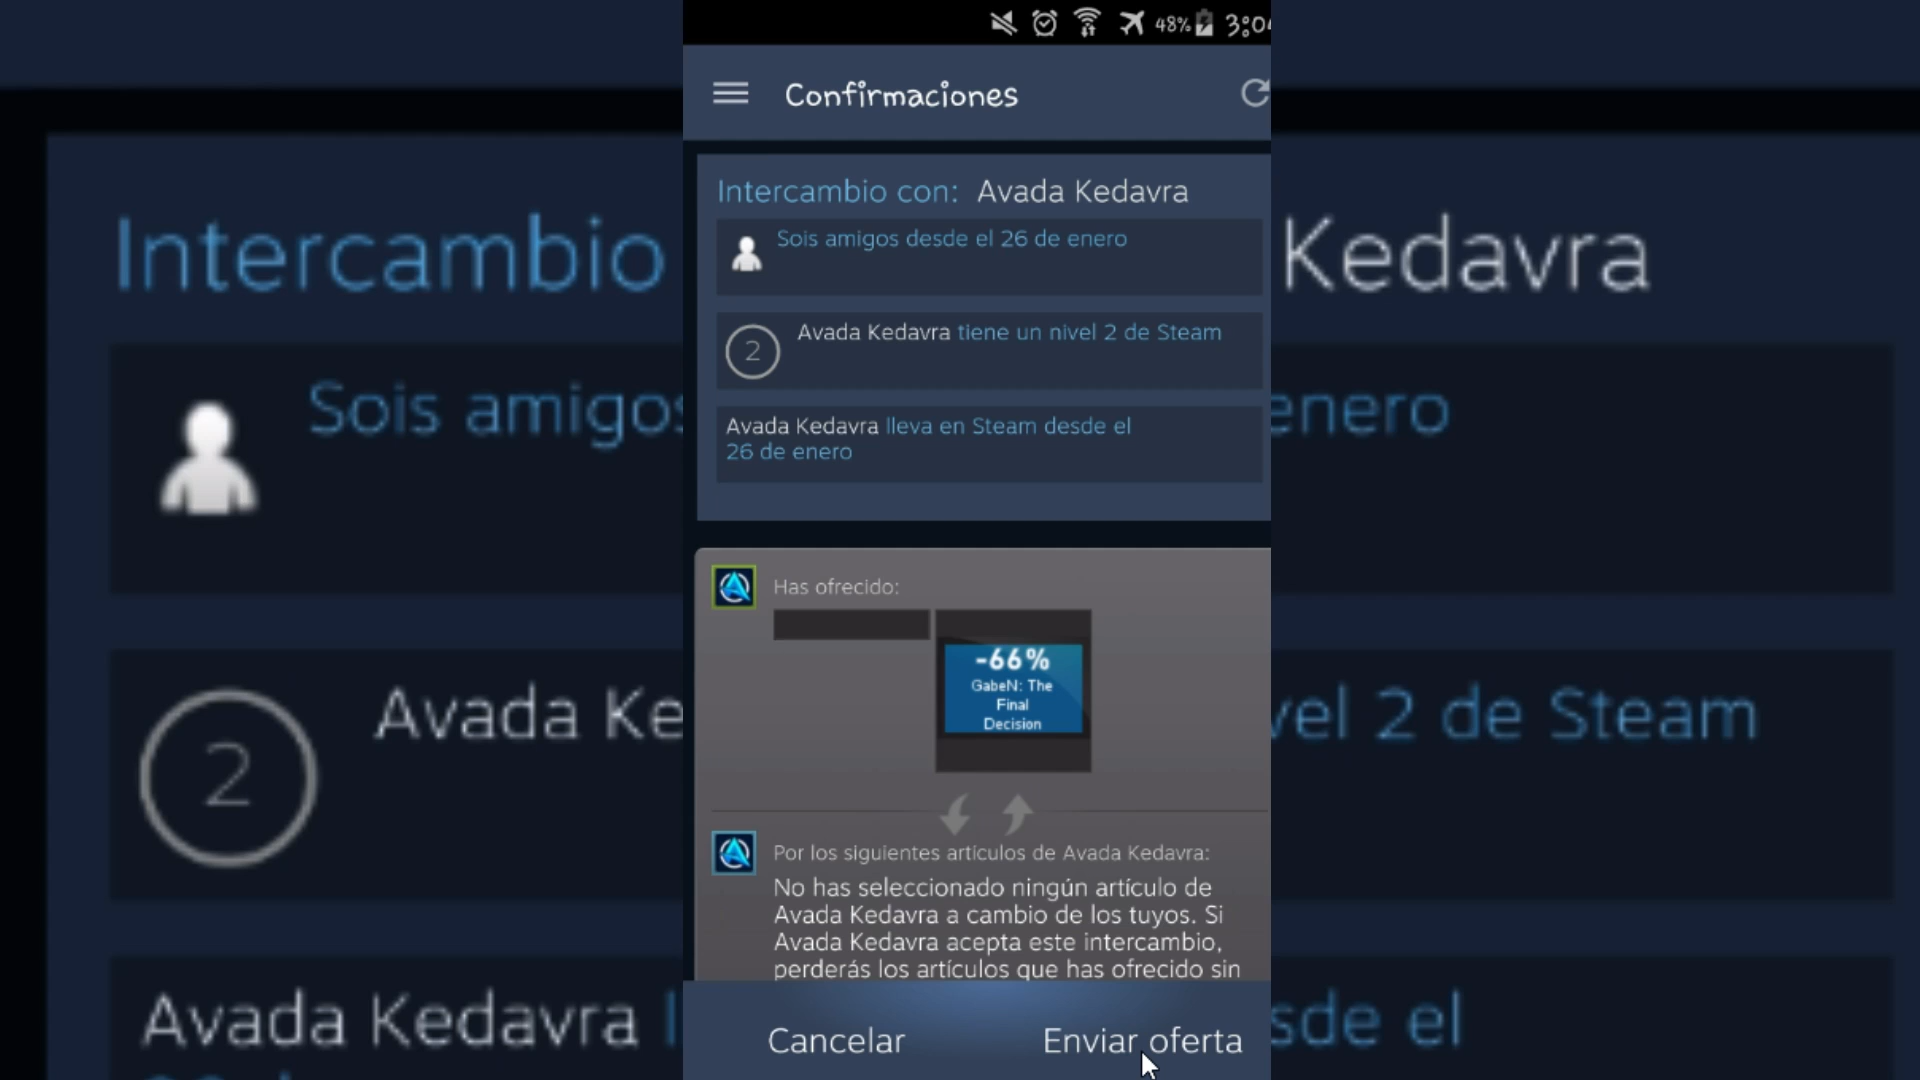 48% 3:04
Confirmaciones
Intercambio con: Avada Kedavra
Sois amigos desde el 26 de enero
2
Avada Kedavra tiene un nivel 2 de Steam
Avada Kedavra lleva en Steam desde el
26 de enero
Has ofrecido:
-66%
GabeN: The
Final
Decision
Por los siguientes artículos de Avada Kedavra:
No has seleccionado ningún artículo de
Avada Kedavra a cambio de los tuyos. Si
Avada Kedavra acepta este intercambio,
perderás los artículos que has ofrecido sin
Cancelar
Enviar oferta
Intercambio
Kedavra
Sois amigos
enero
2
Avada Ke
vel 2 de Steam
Avada Kedavra
sde el